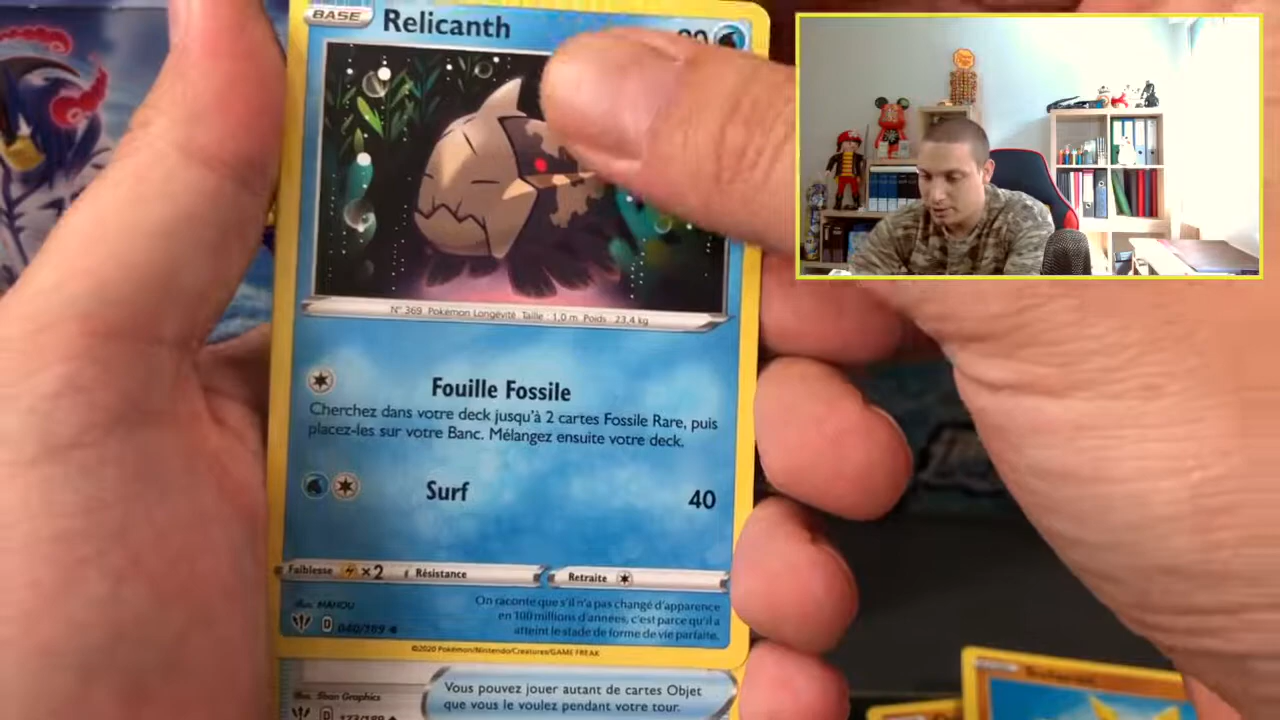 BASE Relicanth
N° 369 Pokémon Longévité Taille : 1,0 m Poids : 23,4 kg
Fouille Fossile
Cherchez dans votre deck jusqu'à 2 cartes Fossile Rare, puis
placez-les sur votre Banc. Mélangez ensuite votre deck.
Surf 40
Faiblesse ×2 Résistance Retraite
Illus. MAHOU
D 040/189
On raconte que s'il n'a pas changé d'apparence
en 100 millions d'années, c'est parce qu'il a
atteint le stade de forme de vie parfaite.
©2020 Pokémon/Nintendo/Creatures/GAME FREAK
Illus. 5ban Graphics
D 173/189
Vous pouvez jouer autant de cartes Objet
que vous le voulez pendant votre tour.